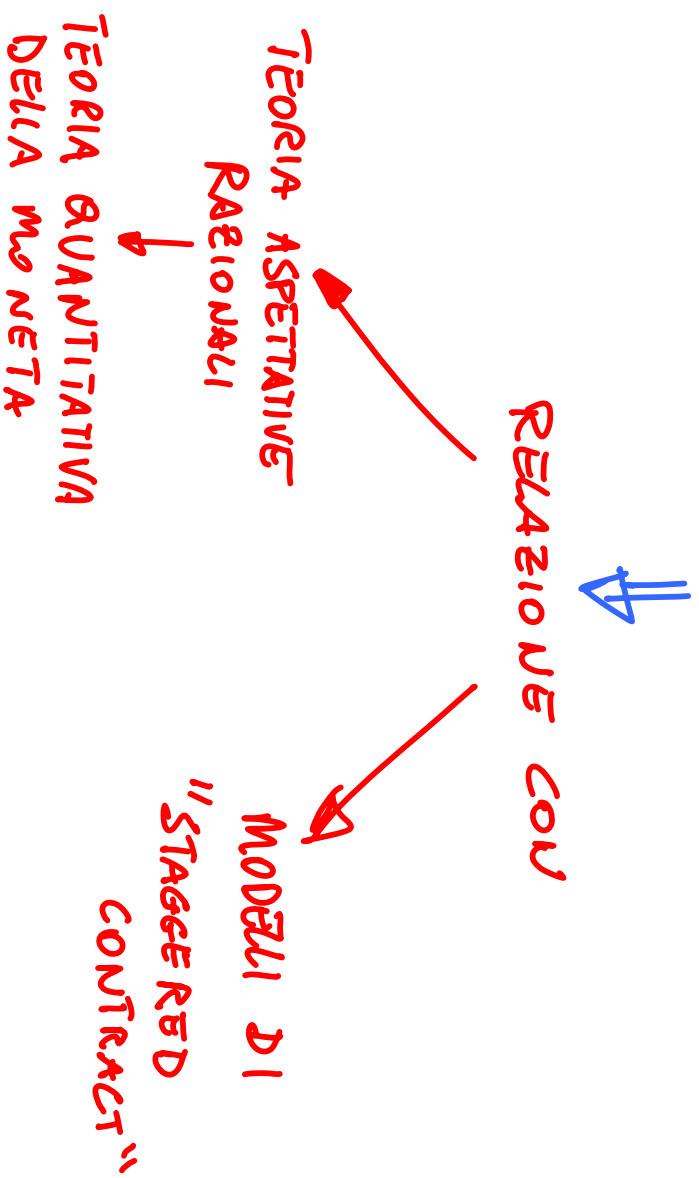 RELAZIONE CON
TEORIA ASPETTATIVE
RAZIONALI
TEORIA QUANTITATIVA
DELLA MONETA
MODELLI DI
"STAGGERED
CONTRACT"